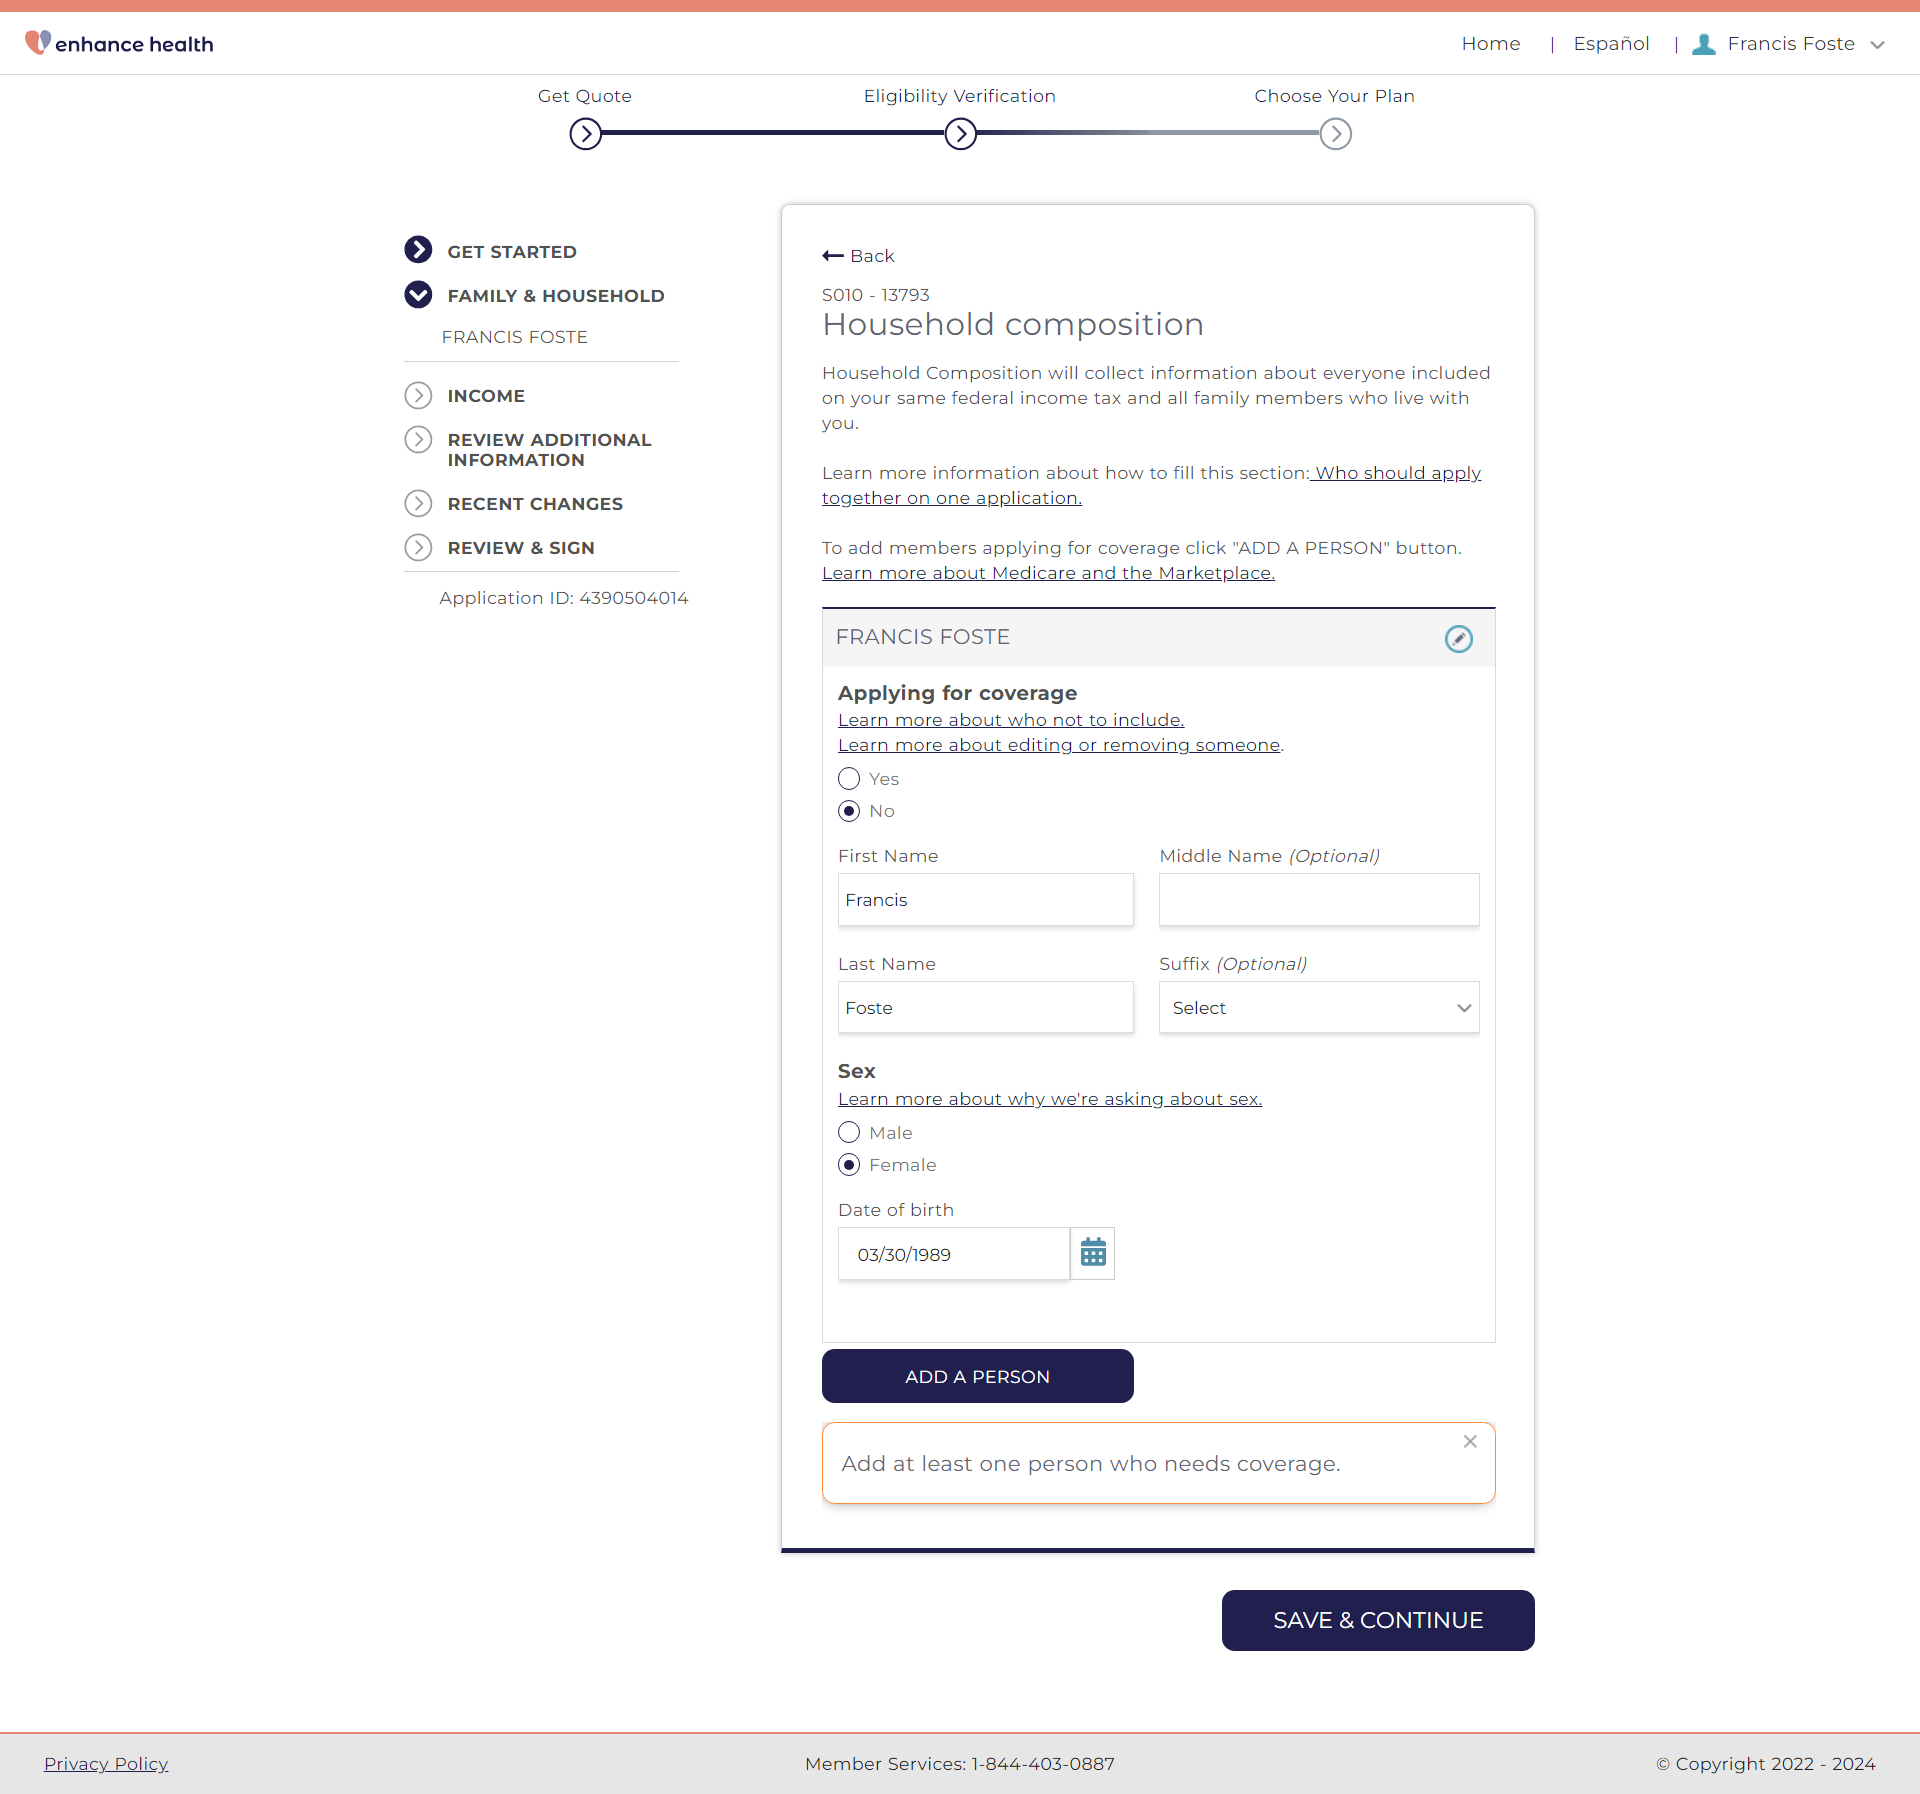 enhance health
Home | Español | Francis Foste
Get Quote
Eligibility Verification
Choose Your Plan
GET STARTED
FAMILY & HOUSEHOLD
FRANCIS FOSTE
INCOME
REVIEW ADDITIONAL
INFORMATION
RECENT CHANGES
REVIEW & SIGN
Application ID: 4390504014
Back
S010 - 13793
Household composition
Household Composition will collect information about everyone included
on your same federal income tax and all family members who live with
you.
Learn more information about how to fill this section: Who should apply
together on one application.
To add members applying for coverage click "ADD A PERSON" button.
Learn more about Medicare and the Marketplace.
FRANCIS FOSTE
Applying for coverage
Learn more about who not to include.
Learn more about editing or removing someone.
Yes
No
First Name
Middle Name (Optional)
Francis
Last Name
Suffix (Optional)
Foste
Select
Sex
Learn more about why we're asking about sex.
Male
Female
Date of birth
03/30/1989
ADD A PERSON
Add at least one person who needs coverage.
SAVE & CONTINUE
Privacy Policy
Member Services: 1-844-403-0887
© Copyright 2022 - 2024